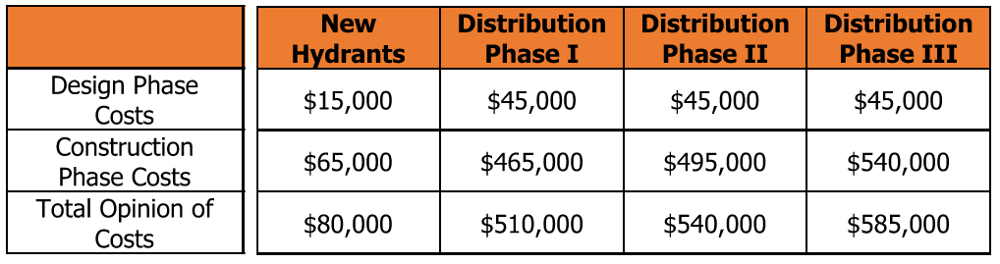 New Hydrants
Distribution Phase I
Distribution Phase II
Distribution Phase III
Design Phase Costs
$15,000
$45,000
$45,000
$45,000
Construction Phase Costs
$65,000
$465,000
$495,000
$540,000
Total Opinion of Costs
$80,000
$510,000
$540,000
$585,000